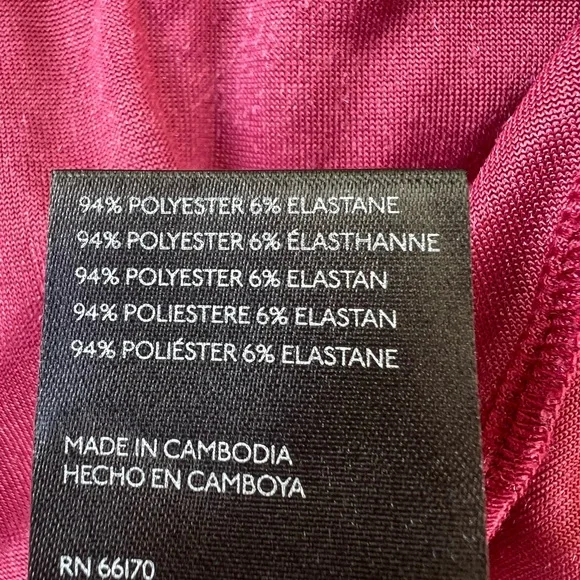 94% POLYESTER 6% ELASTANE
94% POLYESTER 6% ÉLASTHANNE
94% POLYESTER 6% ELASTAN
94% POLIESTERE 6% ELASTAN
94% POLIÉSTER 6% ELASTANE
MADE IN CAMBODIA
HECHO EN CAMBOYA
RN 66170